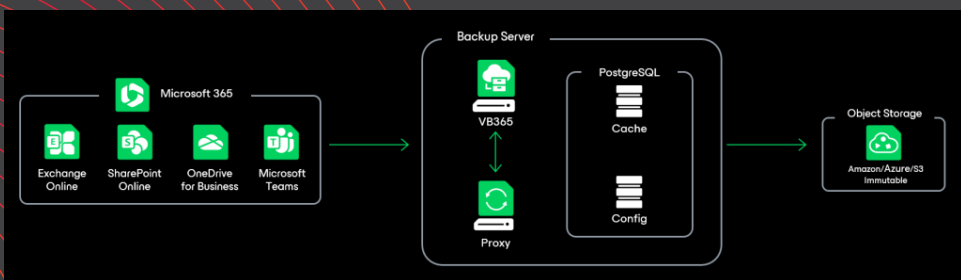 Backup Server
Microsoft 365
Exchange
Online
SharePoint
Online
OneDrive
for Business
Microsoft
Teams
VB365
Proxy
PostgreSQL
Cache
Config
Object Storage
Amazon/Azure/S3
Immutable